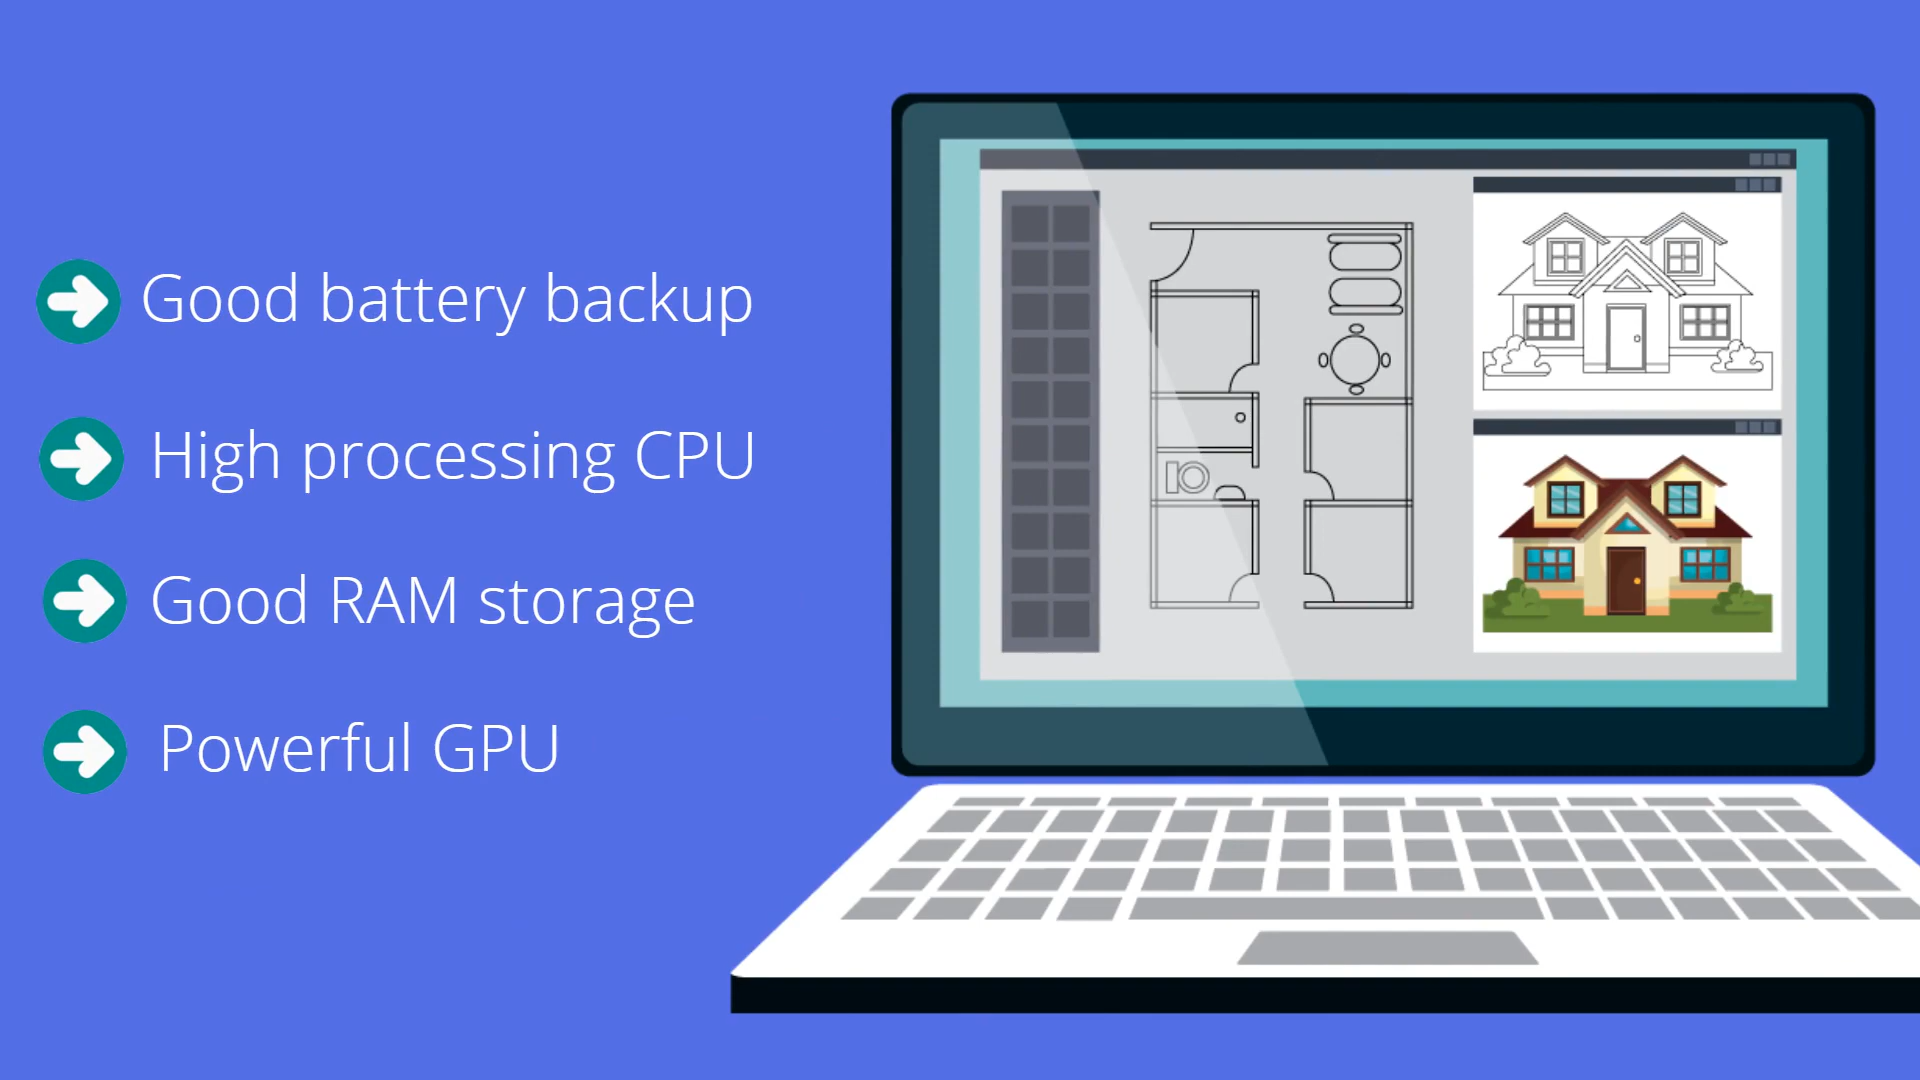 Good battery backup
High processing CPU
Good RAM storage
Powerful GPU